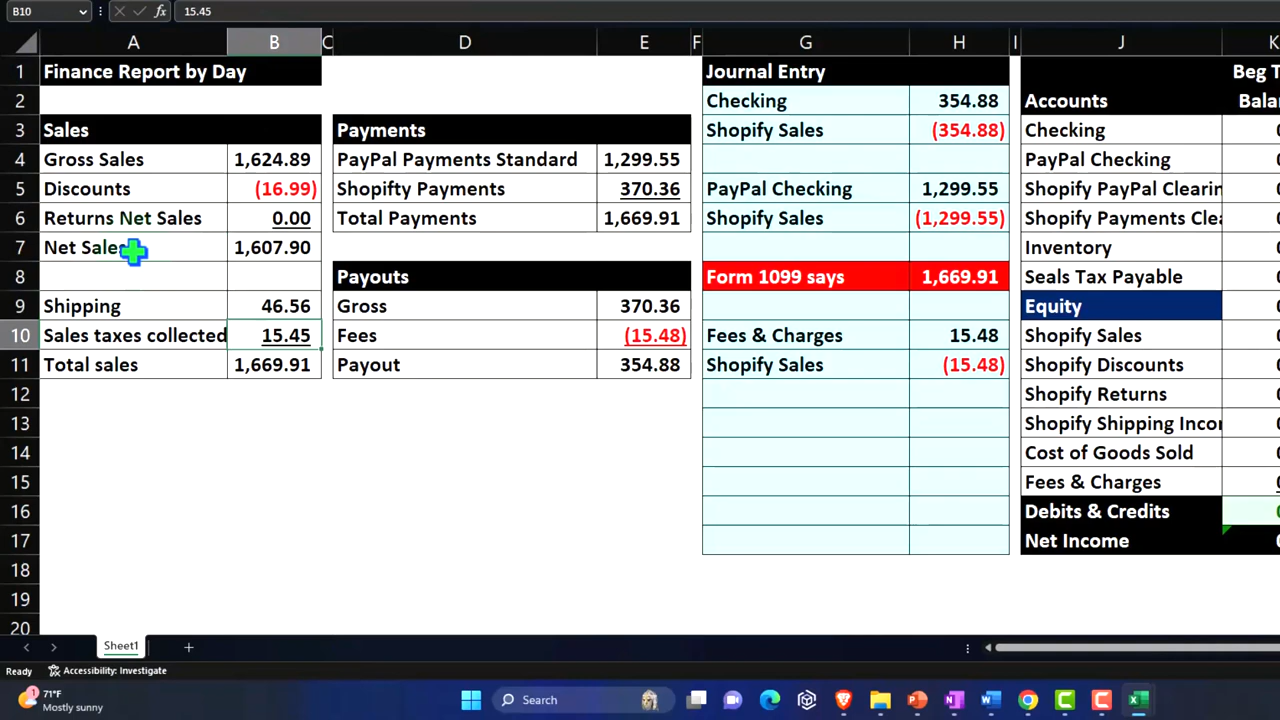 B10 15.45
A B C D E F G H I J K
1 Finance Report by Day Journal Entry Beg T
2 Checking 354.88 Accounts Bala
3 Sales Payments Shopify Sales (354.88) Checking
4 Gross Sales 1,624.89 PayPal Payments Standard 1,299.55 PayPal Checking
5 Discounts (16.99) Shopifty Payments 370.36 PayPal Checking 1,299.55 Shopify PayPal Clearin
6 Returns Net Sales 0.00 Total Payments 1,669.91 Shopify Sales (1,299.55) Shopify Payments Clea
7 Net Sales 1,607.90 Inventory
8 Payouts Form 1099 says 1,669.91 Seals Tax Payable
9 Shipping 46.56 Gross 370.36 Equity
10 Sales taxes collected 15.45 Fees (15.48) Fees & Charges 15.48 Shopify Sales
11 Total sales 1,669.91 Payout 354.88 Shopify Sales (15.48) Shopify Discounts
12 Shopify Returns
13 Shopify Shipping Incor
14 Cost of Goods Sold
15 Fees & Charges
16 Debits & Credits
17 Net Income
18
19
20
Sheet1
Ready Accessibility: Investigate
1 71°F Search
Mostly sunny